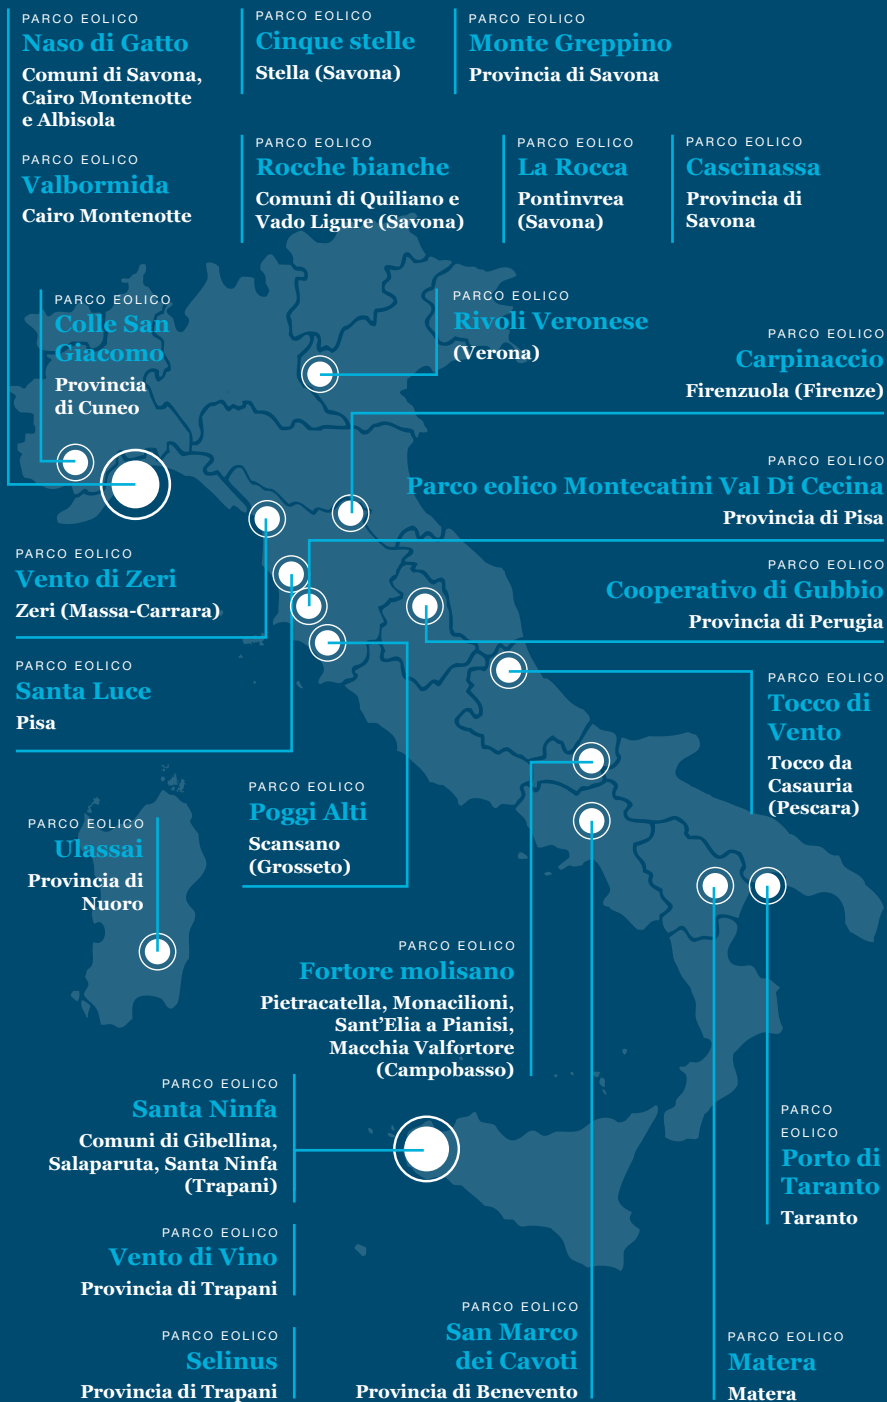 PARCO EOLICO
Naso di Gatto
Comuni di Savona,
Cairo Montenotte
e Albisola
PARCO EOLICO
Cinque stelle
Stella (Savona)
PARCO EOLICO
Monte Greppino
Provincia di Savona
PARCO EOLICO
Valbormida
Cairo Montenotte
PARCO EOLICO
Rocche bianche
Comuni di Quiliano e
Vado Ligure (Savona)
PARCO EOLICO
La Rocca
Pontinvrea
(Savona)
PARCO EOLICO
Cascinassa
Provincia di
Savona
PARCO EOLICO
Colle San
Giacomo
Provincia
di Cuneo
PARCO EOLICO
Rivoli Veronese
(Verona)
PARCO EOLICO
Carpinaccio
Firenzuola (Firenze)
PARCO EOLICO
Parco eolico Montecatini Val Di Cecina
Provincia di Pisa
PARCO EOLICO
Vento di Zeri
Zeri (Massa-Carrara)
PARCO EOLICO
Cooperativo di Gubbio
Provincia di Perugia
PARCO EOLICO
Santa Luce
Pisa
PARCO EOLICO
Tocco di
Vento
Tocco da
Casauria
(Pescara)
PARCO EOLICO
Poggi Alti
Scansano
(Grosseto)
PARCO EOLICO
Ulassai
Provincia di
Nuoro
PARCO EOLICO
Fortore molisano
Pietracatella, Monacilioni,
Sant'Elia a Pianisi,
Macchia Valfortore
(Campobasso)
PARCO EOLICO
Santa Ninfa
Comuni di Gibellina,
Salaparuta, Santa Ninfa
(Trapani)
PARCO
EOLICO
Porto di
Taranto
Taranto
PARCO EOLICO
Vento di Vino
Provincia di Trapani
PARCO EOLICO
San Marco
dei Cavoti
Provincia di Benevento
PARCO EOLICO
Selinus
Provincia di Trapani
PARCO EOLICO
Matera
Matera